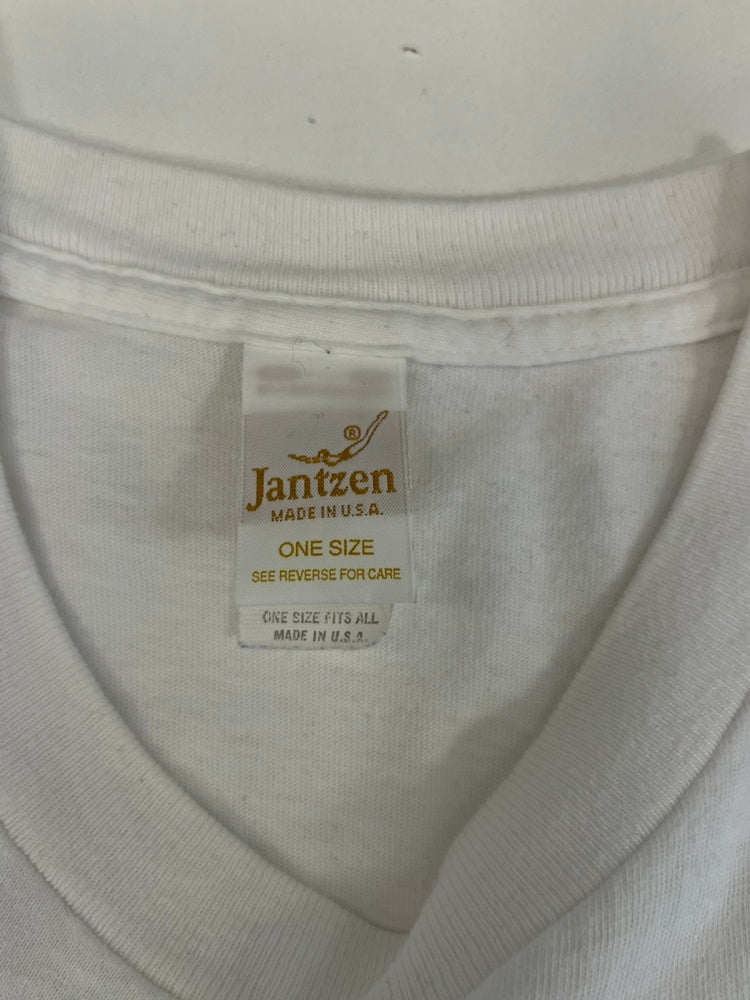 ®
Jantzen
MADE IN U.S.A.
ONE SIZE
SEE REVERSE FOR CARE
ONE SIZE FITS ALL
MADE IN U.S.A.